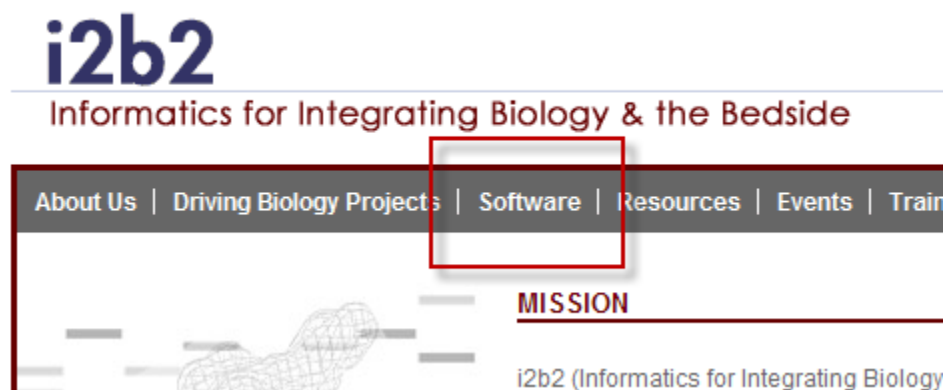 i2b2
Informatics for Integrating Biology & the Bedside
About Us | Driving Biology Projects | Software | Resources | Events |
MISSION
i2b2 (Informatics for Integrating Biology